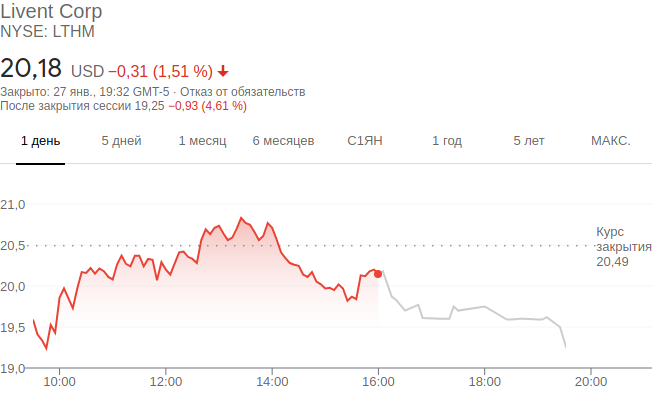 Livent Corp
NYSE: LTHM
20,18 USD −0,31 (1,51 %)
Закрыто: 27 янв., 19:32 GMT-5 · Отказ от обязательств
После закрытия сессии 19,25 −0,93 (4,61 %)
1 день 5 дней 1 месяц 6 месяцев С1ЯН 1 год 5 лет МАКС.
21,0
20,5
20,0
19,5
19,0
Курс
закрытия
20,49
10:00 12:00 14:00 16:00 18:00 20:00